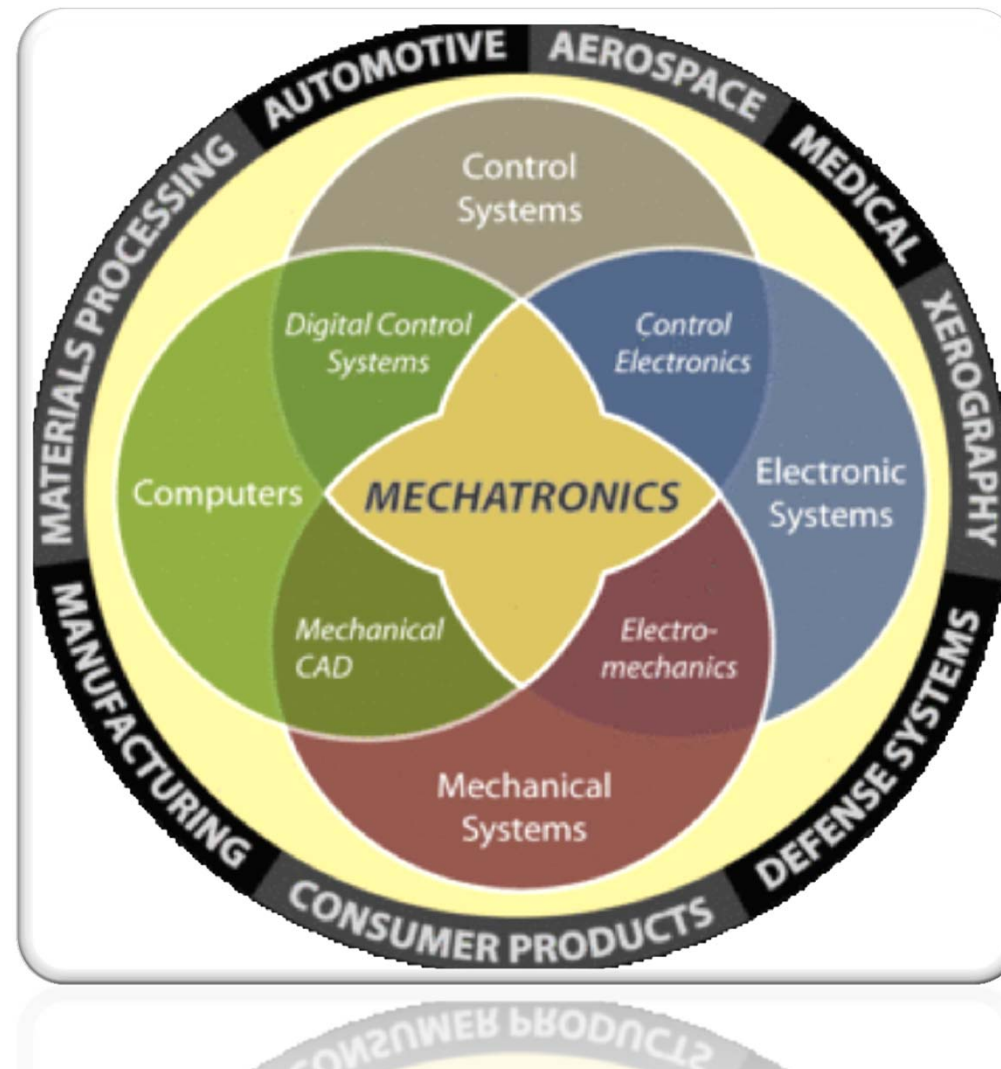 MATERIALS PROCESSING
AUTOMOTIVE
AEROSPACE
MEDICAL
XEROGRAPHY
DEFENSE SYSTEMS
CONSUMER PRODUCTS
MANUFACTURING
Control
Systems
Digital Control
Systems
Control
Electronics
Computers
MECHATRONICS
Electronic
Systems
Mechanical
CAD
Electro-
mechanics
Mechanical
Systems
CONSUMER PRODUCTS